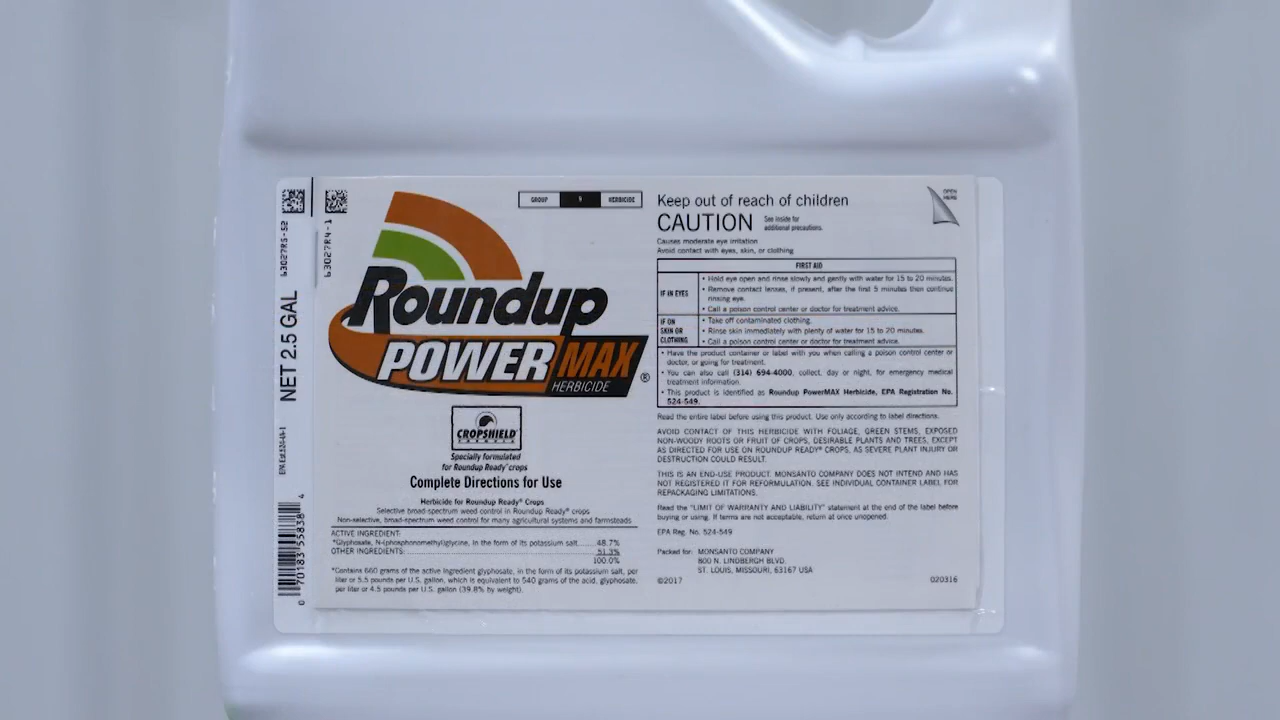 63027R5-52
NET 2.5 GAL
EPA Est.524-IA-1
0 70183 55838 4
63027R4-1
GROUP 9 HERBICIDE
Roundup
POWERMAX
HERBICIDE
®
CROPSHIELD
FORMULA
Specially formulated
for Roundup Ready® crops
Complete Directions for Use
Herbicide for Roundup Ready® Crops
Selective broad-spectrum weed control in Roundup Ready® crops
Non-selective, broad-spectrum weed control for many agricultural systems and farmsteads
ACTIVE INGREDIENT:
*Glyphosate, N-(phosphonomethyl)glycine, in the form of its potassium salt 48.7%
OTHER INGREDIENTS: 51.3%
100.0%
*Contains 660 grams of the active ingredient glyphosate, in the form of its potassium salt, per
liter or 5.5 pounds per U.S. gallon, which is equivalent to 540 grams of the acid, glyphosate,
per liter or 4.5 pounds per U.S. gallon (39.8% by weight).
Keep out of reach of children
CAUTION
See inside for
additional precautions.
OPEN
HERE
Causes moderate eye irritation
Avoid contact with eyes, skin, or clothing
FIRST AID
IF IN EYES
• Hold eye open and rinse slowly and gently with water for 15 to 20 minutes.
• Remove contact lenses, if present, after the first 5 minutes then continue
rinsing eye.
• Call a poison control center or doctor for treatment advice.
IF ON
SKIN OR
CLOTHING
• Take off contaminated clothing.
• Rinse skin immediately with plenty of water for 15 to 20 minutes.
• Call a poison control center or doctor for treatment advice.
• Have the product container or label with you when calling a poison control center or
doctor, or going for treatment.
• You can also call (314) 694-4000, collect, day or night, for emergency medical
treatment information.
• This product is identified as Roundup PowerMAX Herbicide, EPA Registration No.
524-549.
Read the entire label before using this product. Use only according to label directions.
AVOID CONTACT OF THIS HERBICIDE WITH FOLIAGE, GREEN STEMS, EXPOSED
NON-WOODY ROOTS OR FRUIT OF CROPS, DESIRABLE PLANTS AND TREES, EXCEPT
AS DIRECTED FOR USE ON ROUNDUP READY® CROPS, AS SEVERE PLANT INJURY OR
DESTRUCTION COULD RESULT.
THIS IS AN END-USE PRODUCT. MONSANTO COMPANY DOES NOT INTEND AND HAS
NOT REGISTERED IT FOR REFORMULATION. SEE INDIVIDUAL CONTAINER LABEL FOR
REPACKAGING LIMITATIONS.
Read the "LIMIT OF WARRANTY AND LIABILITY" statement at the end of the label before
buying or using. If terms are not acceptable, return at once unopened.
EPA Reg. No. 524-549
Packed for: MONSANTO COMPANY
800 N. LINDBERGH BLVD.
ST. LOUIS, MISSOURI, 63167 USA
©2017
020316